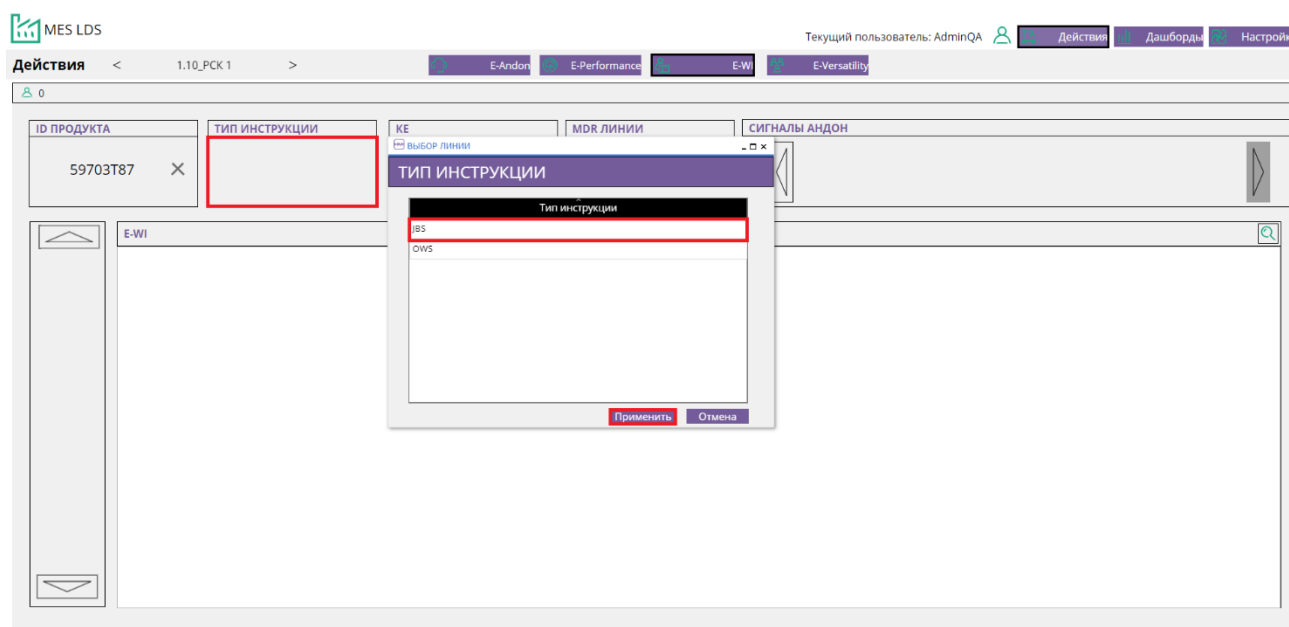 MES LDS
Текущий пользователь: AdminQA
Действия
Дашборды
Настройк
Действия < 1.10_РСК 1 >
E-Andon
E-Performance
E-WI
E-Versatility
0
ID ПРОДУКТА
ТИП ИНСТРУКЦИИ
КЕ
MDR ЛИНИИ
СИГНАЛЫ АНДОН
59703T87
ВЫБОР ЛИНИИ
ТИП ИНСТРУКЦИИ
Тип инструкции
JBS
OWS
Применить
Отмена
E-WI